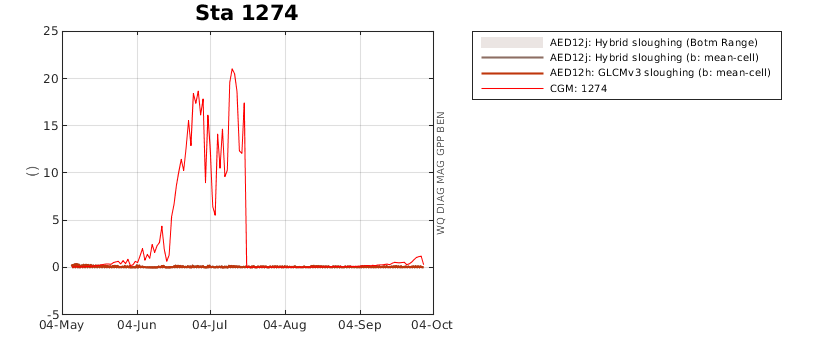 Sta 1274
25
20
15
10
5
0
-5
()
04-May 04-Jun 04-Jul 04-Aug 04-Sep 04-Oct
WQ DIAG MAG GPP BEN
AED12j: Hybrid sloughing (Botm Range)
AED12j: Hybrid sloughing (b: mean-cell)
AED12h: GLCMv3 sloughing (b: mean-cell)
CGM: 1274